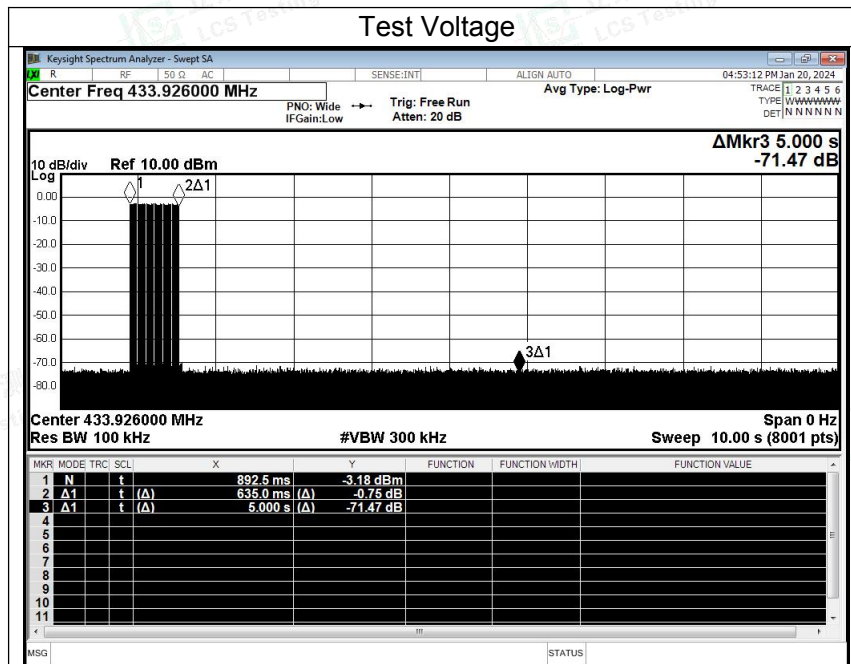 Test Voltage
Keysight Spectrum Analyzer - Swept SA
LXI R RF 50 Ω AC SENSE:INT ALIGN AUTO 04:53:12 PM Jan 20, 2024
Center Freq 433.926000 MHz
PNO: Wide
IFGain:Low
Trig: Free Run
Atten: 20 dB
Avg Type: Log-Pwr
TRACE 1 2 3 4 5 6
TYPE WWWWWW
DET N N N N N N
ΔMkr3 5.000 s
-71.47 dB
10 dB/div Ref 10.00 dBm
Log
1
2Δ1
0.00
-10.0
-20.0
-30.0
-40.0
-50.0
-60.0
3Δ1
-70.0
-80.0
Center 433.926000 MHz Span 0 Hz
Res BW 100 kHz #VBW 300 kHz Sweep 10.00 s (8001 pts)
MKR MODE TRC SCL X Y FUNCTION FUNCTION WIDTH FUNCTION VALUE
1 N t 892.5 ms -3.18 dBm
2 Δ1 t (Δ) 635.0 ms (Δ) -0.75 dB
3 Δ1 t (Δ) 5.000 s (Δ) -71.47 dB
4
5
6
7
8
9
10
11
MSG STATUS
LCS Testing
LCS Testing